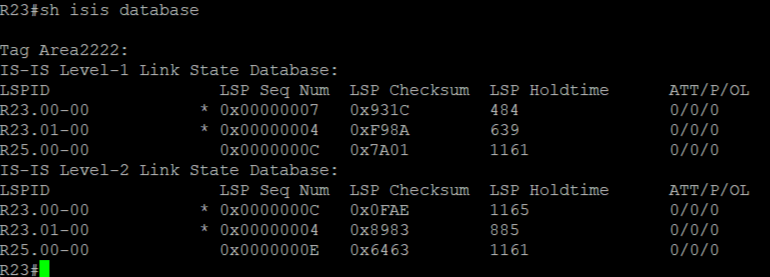 R23#sh isis database
Tag Area2222:
IS-IS Level-1 Link State Database:
LSPID LSP Seq Num LSP Checksum LSP Holdtime ATT/P/OL
R23.00-00 * 0x00000007 0x931C 484 0/0/0
R23.01-00 * 0x00000004 0xF98A 639 0/0/0
R25.00-00 0x0000000C 0x7A01 1161 0/0/0
IS-IS Level-2 Link State Database:
LSPID LSP Seq Num LSP Checksum LSP Holdtime ATT/P/OL
R23.00-00 * 0x0000000C 0x0FAE 1165 0/0/0
R23.01-00 * 0x00000004 0x8983 885 0/0/0
R25.00-00 0x0000000E 0x6463 1161 0/0/0
R23#